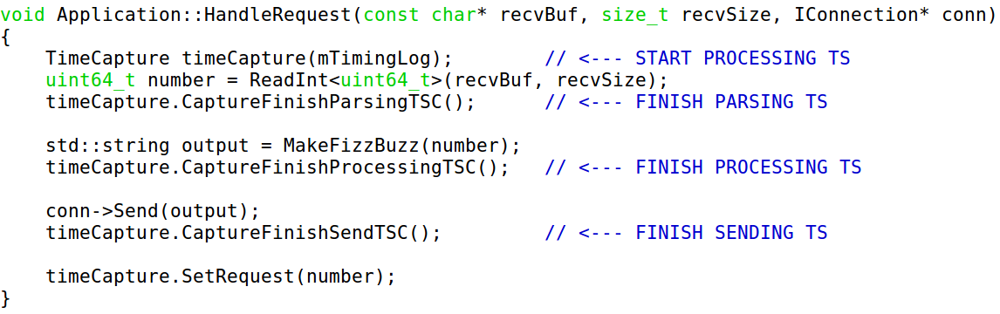 void Application::HandleRequest(const char* recvBuf, size_t recvSize, IConnection* conn)
{
    TimeCapture timeCapture(mTimingLog);        // <--- START PROCESSING TS
    uint64_t number = ReadInt<uint64_t>(recvBuf, recvSize);
    timeCapture.CaptureFinishParsingTSC();      // <--- FINISH PARSING TS

    std::string output = MakeFizzBuzz(number);
    timeCapture.CaptureFinishProcessingTSC();   // <--- FINISH PROCESSING TS

    conn->Send(output);
    timeCapture.CaptureFinishSendTSC();         // <--- FINISH SENDING TS

    timeCapture.SetRequest(number);
}